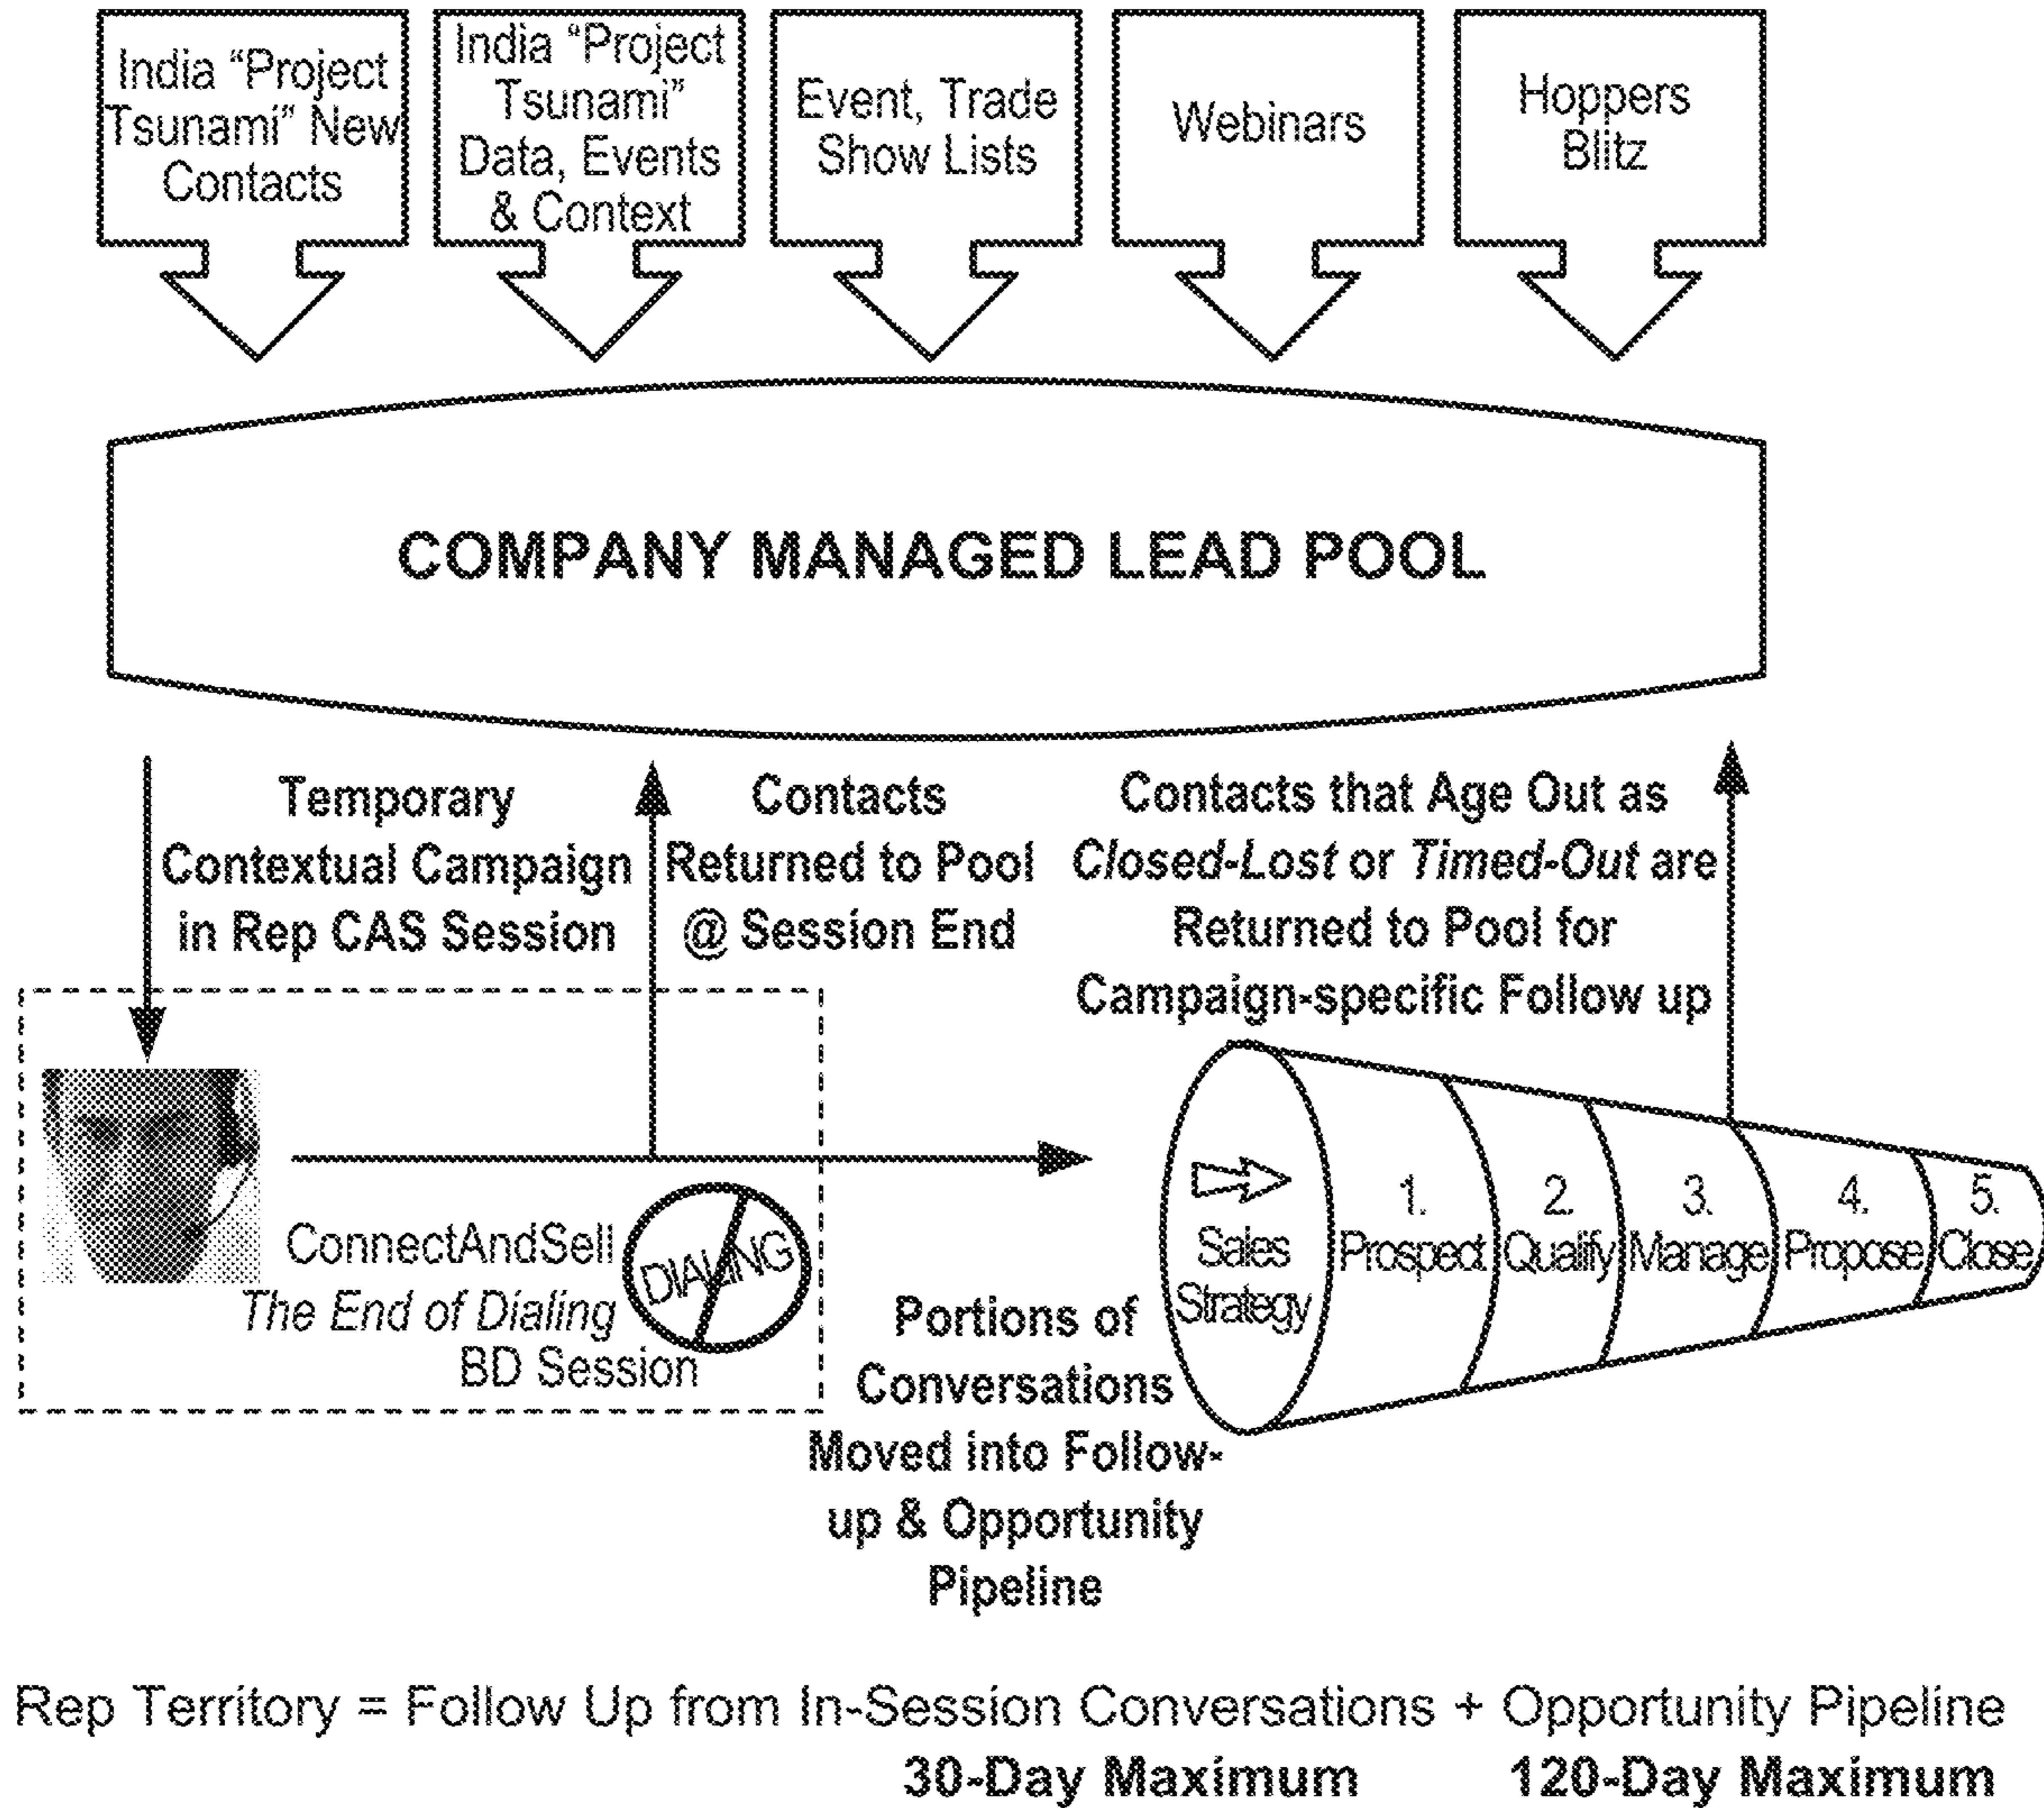 India “Project
Tsunami” New
Contacts
India “Project
Tsunami”
Data, Events
& Context
Event, Trade
Show Lists
Webinars
Hoppers
Blitz
COMPANY MANAGED LEAD POOL
Temporary
Contextual Campaign
in Rep CAS Session
Contacts
Returned to Pool
@ Session End
Contacts that Age Out as
Closed-Lost or Timed-Out are
Returned to Pool for
Campaign-specific Follow up
ConnectAndSell
The End of Dialing
BD Session
DIALING
Portions of
Conversations
Moved into Follow-
up & Opportunity
Pipeline
Sales
Strategy
1.
Prospect
2.
Qualify
3.
Manage
4.
Propose
5.
Close
Rep Territory = Follow Up from In-Session Conversations + Opportunity Pipeline
30-Day Maximum 120-Day Maximum